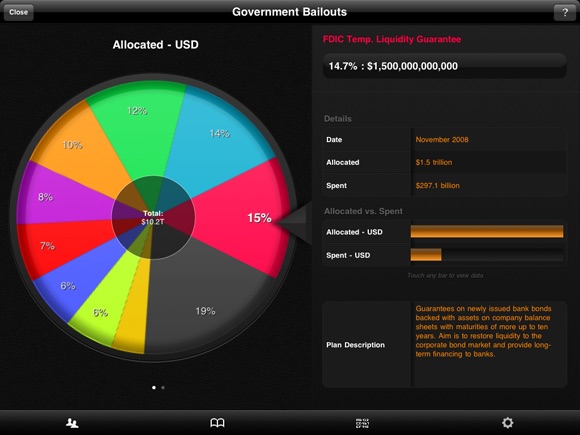 Close
Government Bailouts
?
Allocated - USD
12%
14%
10%
15%
8%
7%
6%
6%
19%
Total:
$10.2T
FDIC Temp. Liquidity Guarantee
14.7% : $1,500,000,000,000
Details
Date November 2008
Allocated $1.5 trillion
Spent $297.1 billion
Allocated vs. Spent
Allocated - USD
Spent - USD
Touch any bar to view data
Plan Description
Guarantees on newly issued bank bonds
backed with assets on company balance
sheets with maturities of more up to ten
years. Aim is to restore liquidity to the
corporate bond market and provide long-
term financing to banks.